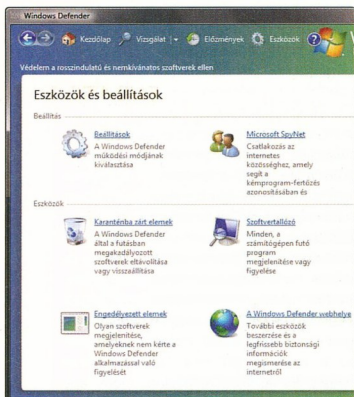 Windows Defender
Kezdőlap Vizsgálat Előzmények Eszközök
Védelem a rosszindulatú és nemkívánatos szoftverek ellen
Eszközök és beállítások
Beállítás
Beállítások
A Windows Defender
működési módjának
kiválasztása
Microsoft SpyNet
Csatlakozás az
internetes
közösséghez, amely
segít a
kémprogram-fertőzés
azonosításában és
Eszközök
Karanténba zárt elemek
A Windows Defender
által a futásban
megakadályozott
szoftverek eltávolítása
vagy visszaállítása
Szoftvertallózó
Minden, a
számítógépen futó
program
megjelenítése vagy
figyelése
Engedélyezett elemek
Olyan szoftverek
megjelenítése,
amelyeknek nem kérte a
Windows Defender
alkalmazással való
figyelését
A Windows Defender webhelye
További eszközök
beszerzése és a
legfrissebb biztonsági
információk
megismerése az
internetről